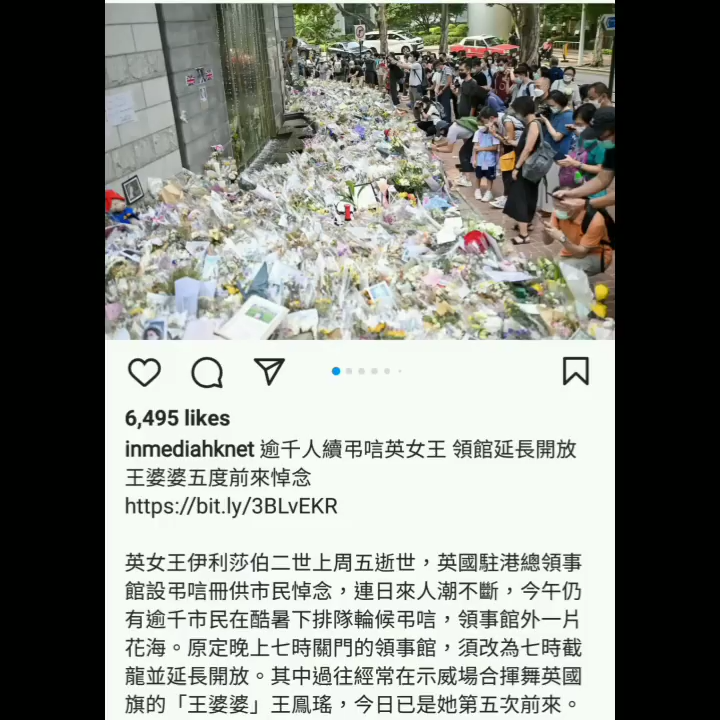 6,495 likes
inmediahknet 逾千人續弔唁英女王 領館延長開放
王婆婆五度前來悼念
https://bit.ly/3BLvEKR
英女王伊利莎伯二世上周五逝世，英國駐港總領事
館設弔唁冊供市民悼念，連日來人潮不斷，今午仍
有逾千市民在酷暑下排隊輪候弔唁，領事館外一片
花海。原定晚上七時關門的領事館，須改為七時截
龍並延長開放。其中過往經常在示威場合揮舞英國
旗的「王婆婆」王鳳瑤，今日已是她第五次前來。